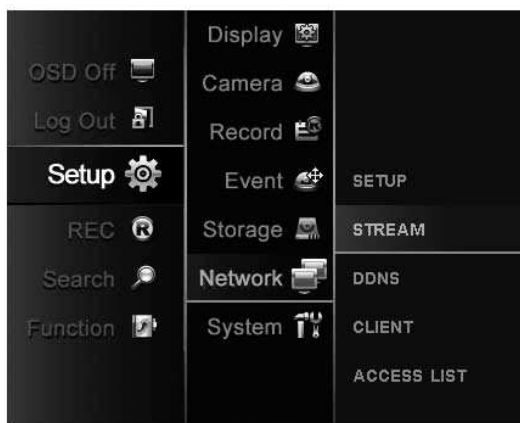 OSD Off
Log Out
Setup
REC
Search
Function
Display
Camera
Record
Event
Storage
Network
System
SETUP
STREAM
DDNS
CLIENT
ACCESS LIST